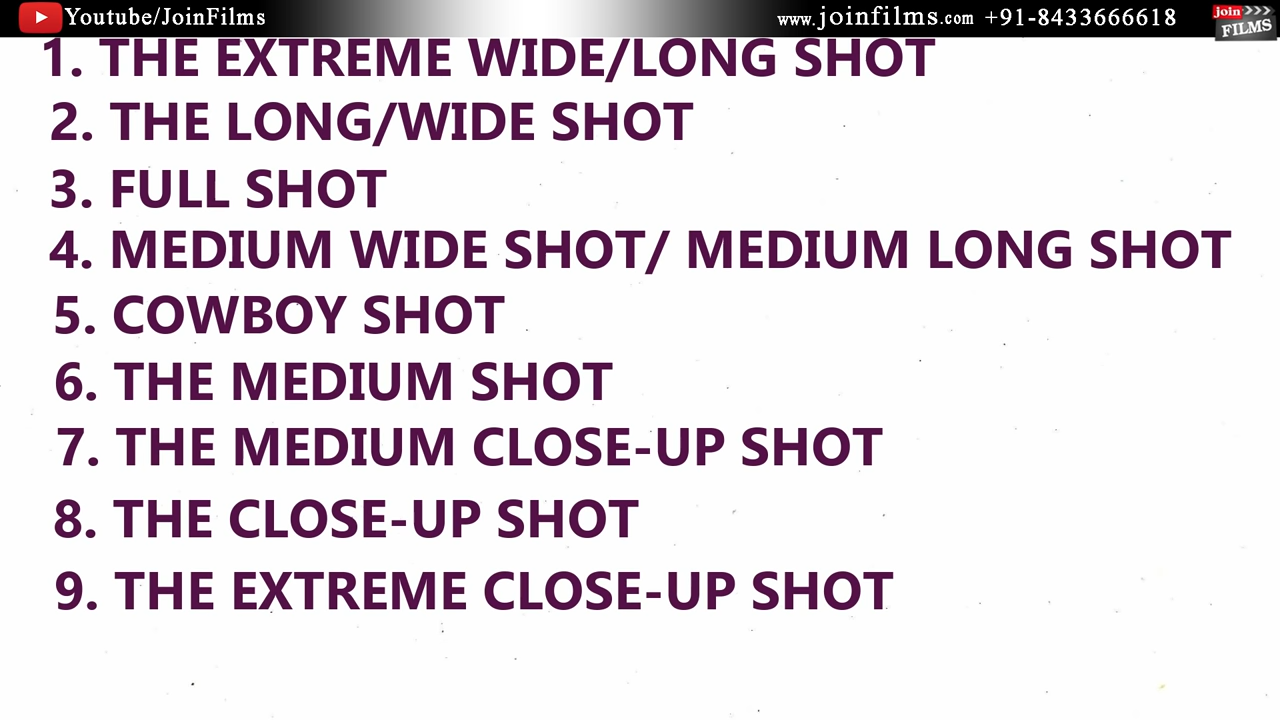 Youtube/JoinFilms
www.joinfilms.com +91-8433666618
join
FILMS
1. THE EXTREME WIDE/LONG SHOT
2. THE LONG/WIDE SHOT
3. FULL SHOT
4. MEDIUM WIDE SHOT/ MEDIUM LONG SHOT
5. COWBOY SHOT
6. THE MEDIUM SHOT
7. THE MEDIUM CLOSE-UP SHOT
8. THE CLOSE-UP SHOT
9. THE EXTREME CLOSE-UP SHOT